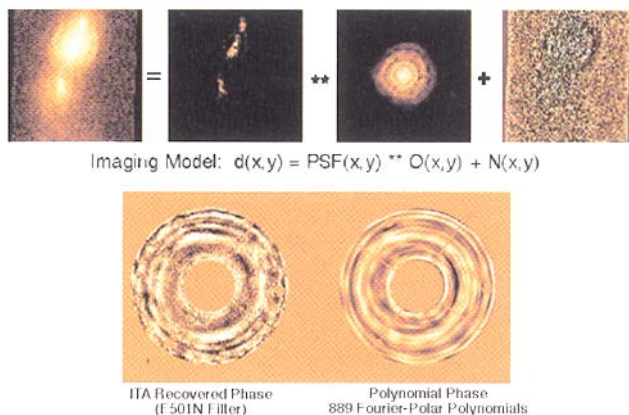 = ** +
Imaging Model: d(x,y) = PSF(x,y) ** O(x,y) + N(x,y)
ITA Recovered Phase
(F501N Filter)
Polynomial Phase
889 Fourier-Polar Polynomials